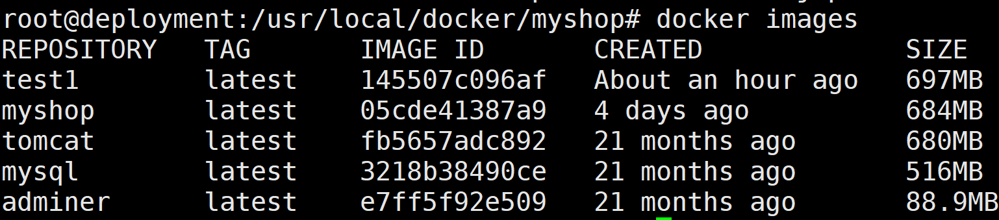 root@deployment:/usr/local/docker/myshop# docker images
REPOSITORY   TAG       IMAGE ID       CREATED             SIZE
test1        latest    145507c096af   About an hour ago   697MB
myshop       latest    05cde41387a9   4 days ago          684MB
tomcat       latest    fb5657adc892   21 months ago       680MB
mysql        latest    3218b38490ce   21 months ago       516MB
adminer      latest    e7ff5f92e509   21 months ago       88.9MB